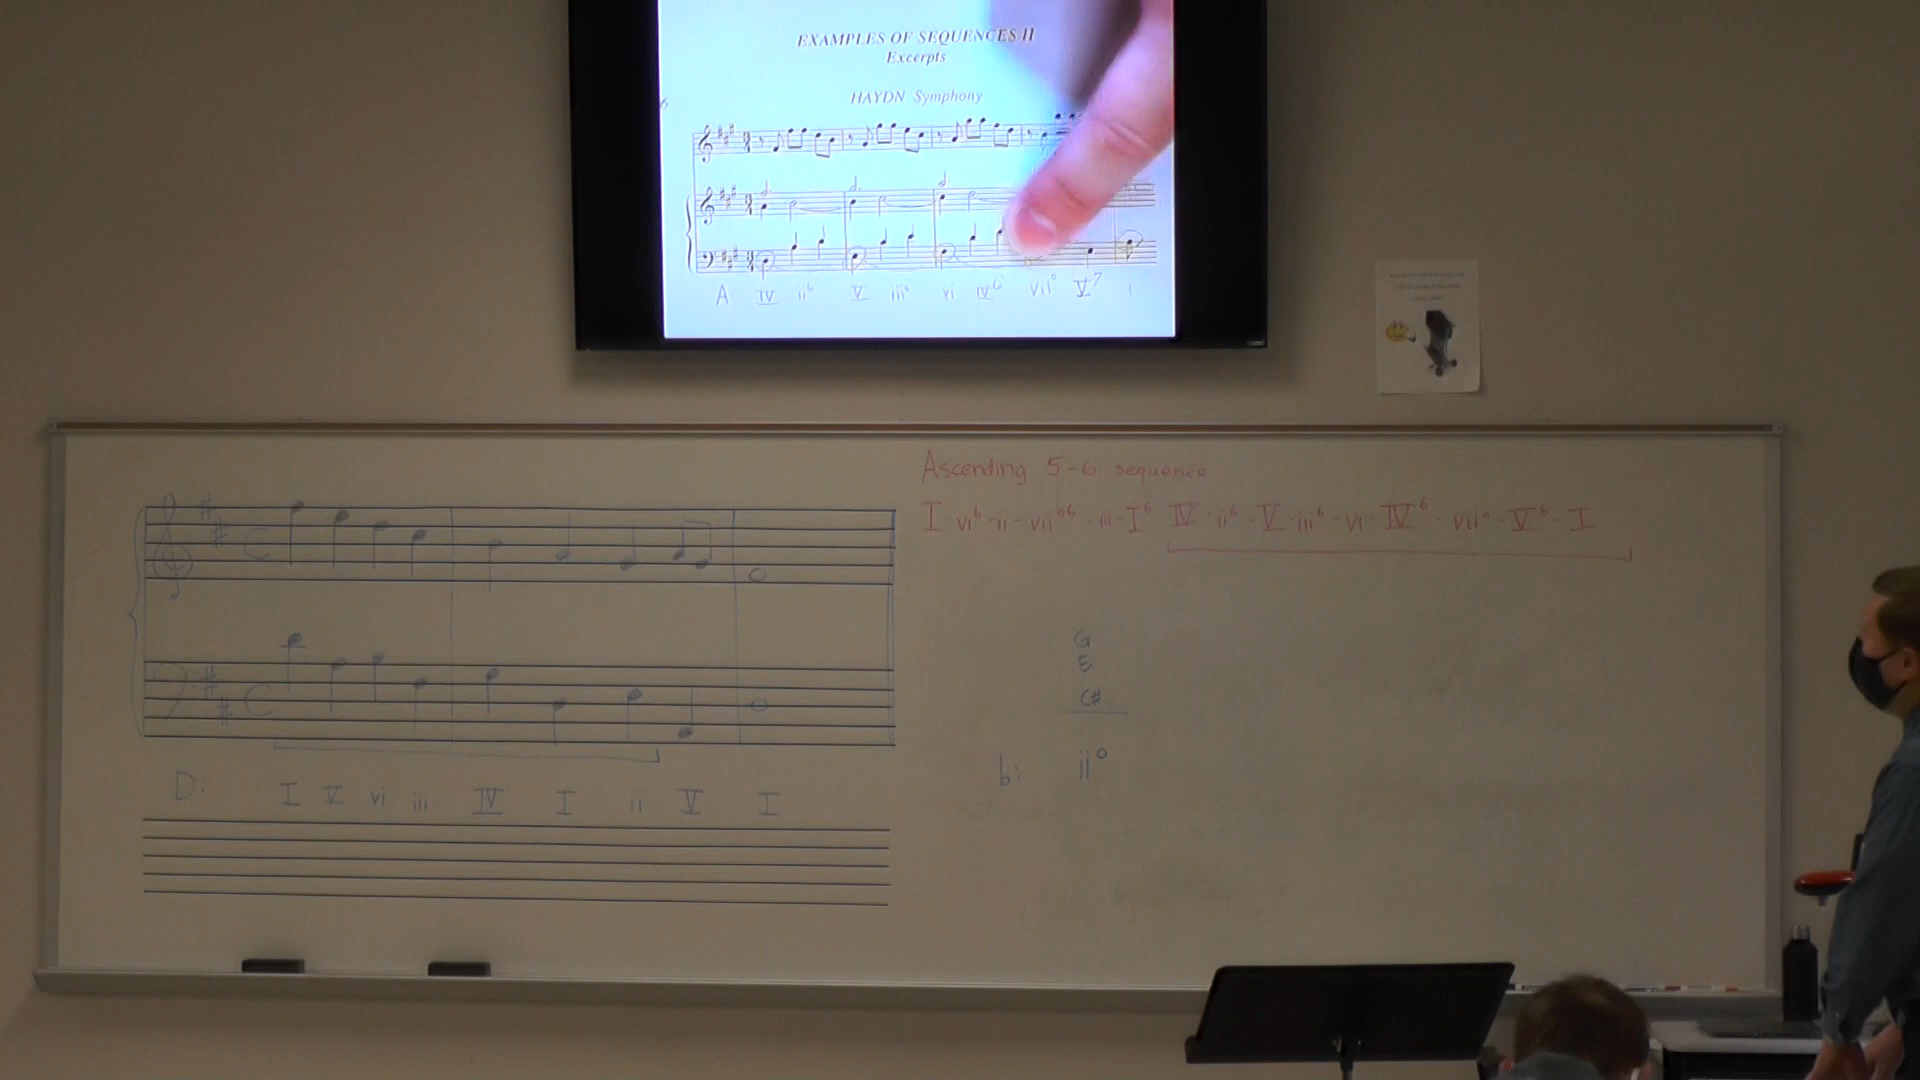 EXAMPLES OF SEQUENCES II
Excerpts
HAYDN Symphony
A IV ii6 V iii6 vi IV6 vii° V7 I
Ascending 5-6 sequence
I - vi6 - ii - vii°6 - iii - I6 IV - ii6 - V - iii6 - vi - IV6 - vii° - V6 - I
G
E
C#
b: ii°
D: I V vi iii IV I ii V I